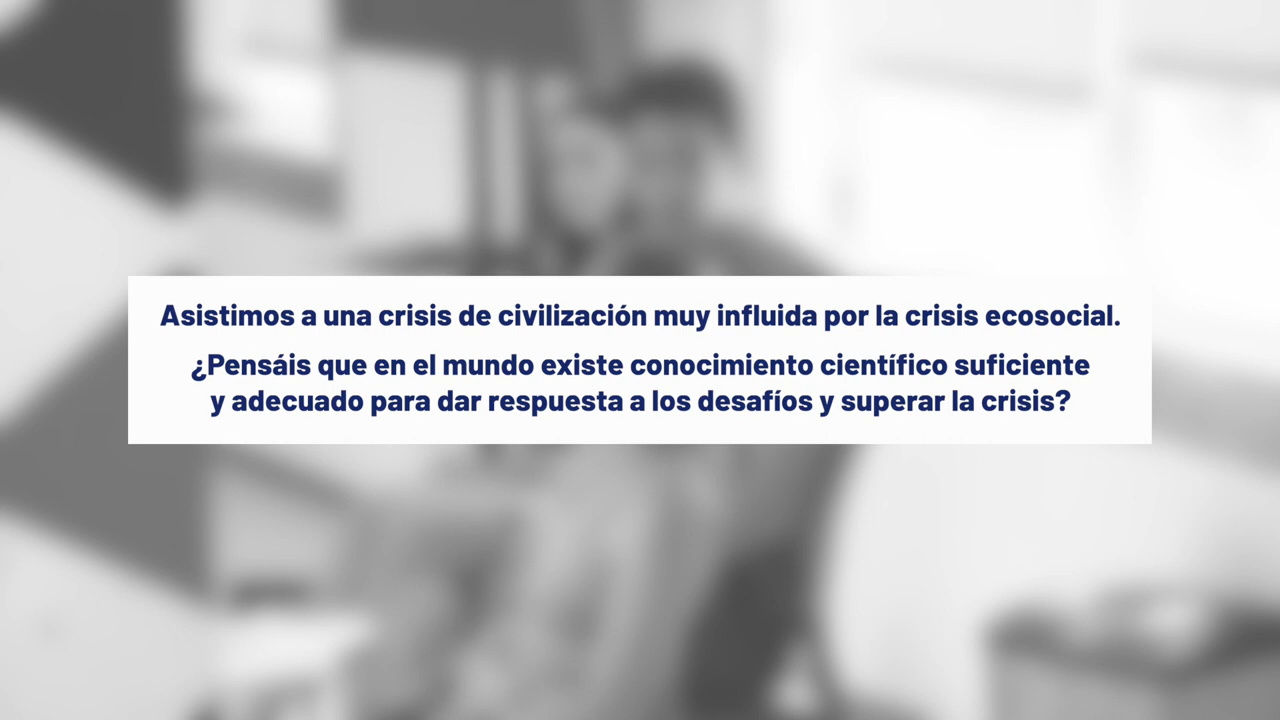 Asistimos a una crisis de civilización muy influida por la crisis ecosocial.
¿Pensáis que en el mundo existe conocimiento científico suficiente
y adecuado para dar respuesta a los desafíos y superar la crisis?